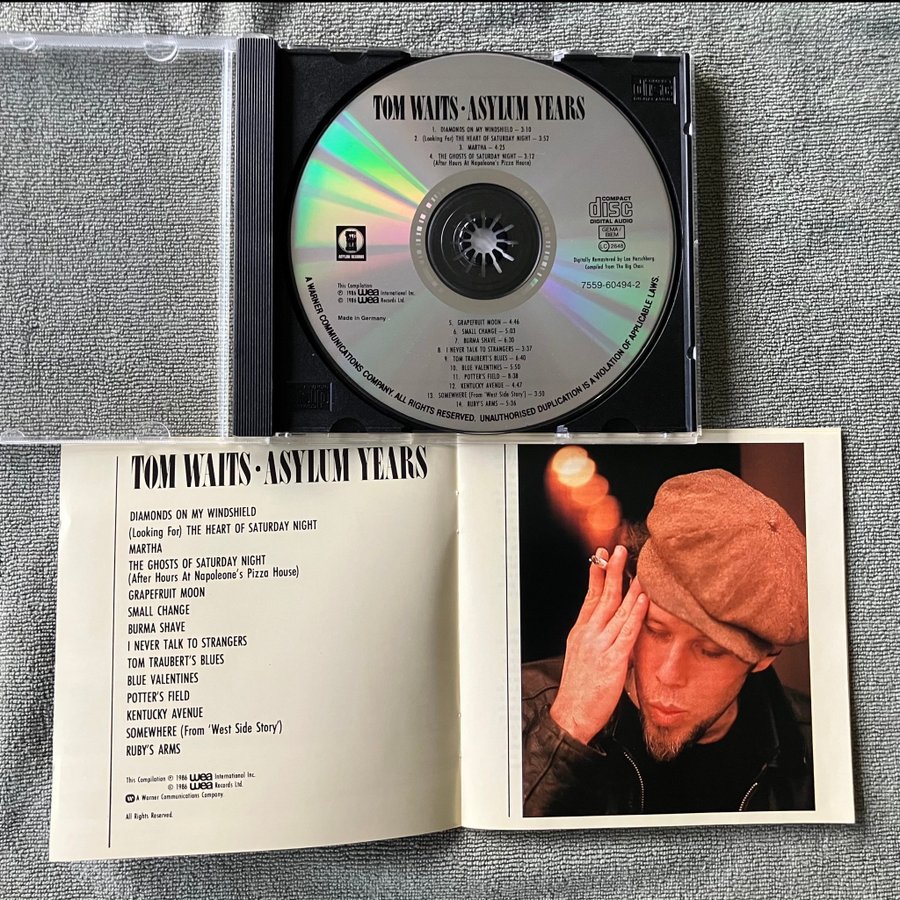 TOM WAITS • ASYLUM YEARS
1. DIAMONDS ON MY WINDSHIELD – 3:10
2. (Looking For) THE HEART OF SATURDAY NIGHT – 3:52
3. MARTHA – 4:25
4. THE GHOSTS OF SATURDAY NIGHT – 3:12
(After Hours At Napoleone's Pizza House)
ASYLUM RECORDS
COMPACT
disc
DIGITAL AUDIO
GEMA/
BIEM
LC 2848
Digitally Remastered by Lee Herschberg
Compiled from The Big Choir.
7559-60494-2
This Compilation
℗ 1986 wea International Inc.
© 1986 wea Records Ltd.
Made in Germany
5. GRAPEFRUIT MOON – 4:46
6. SMALL CHANGE – 5:03
7. BURMA SHAVE – 6:30
8. I NEVER TALK TO STRANGERS – 3:37
9. TOM TRAUBERT'S BLUES – 6:40
10. BLUE VALENTINES – 5:50
11. POTTER'S FIELD – 8:38
12. KENTUCKY AVENUE – 4:47
13. SOMEWHERE (From 'West Side Story') – 3:50
14. RUBY'S ARMS – 5:36
A WARNER COMMUNICATIONS COMPANY. ALL RIGHTS RESERVED. UNAUTHORISED DUPLICATION IS A VIOLATION OF APPLICABLE LAWS.
TOM WAITS • ASYLUM YEARS
DIAMONDS ON MY WINDSHIELD
(Looking For) THE HEART OF SATURDAY NIGHT
MARTHA
THE GHOSTS OF SATURDAY NIGHT
(After Hours At Napoleone's Pizza House)
GRAPEFRUIT MOON
SMALL CHANGE
BURMA SHAVE
I NEVER TALK TO STRANGERS
TOM TRAUBERT'S BLUES
BLUE VALENTINES
POTTER'S FIELD
KENTUCKY AVENUE
SOMEWHERE (From 'West Side Story')
RUBY'S ARMS
This Compilation ℗ 1986 wea International Inc.
© 1986 wea Records Ltd.
A Warner Communications Company.
All Rights Reserved.